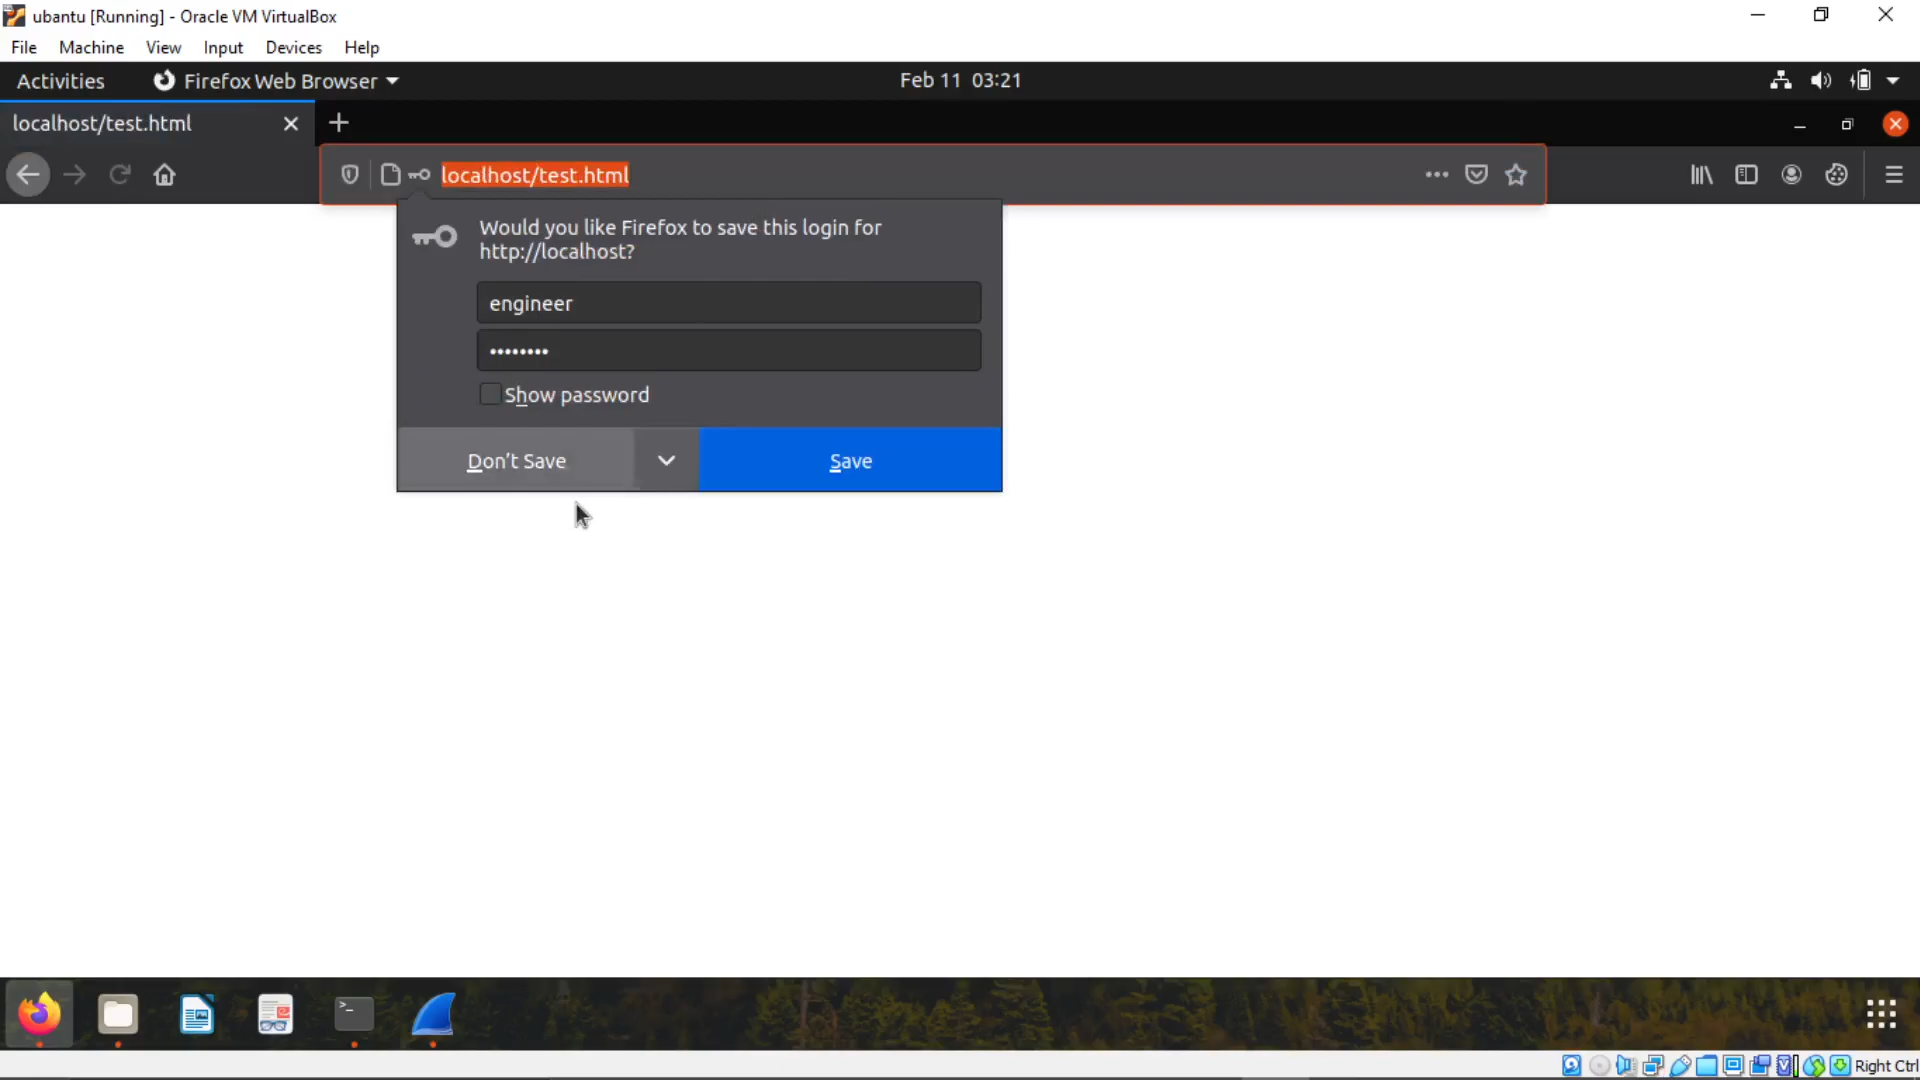 ubantu [Running] - Oracle VM VirtualBox
File Machine View Input Devices Help
Activities Firefox Web Browser Feb 11 03:21
localhost/test.html
localhost/test.html
Would you like Firefox to save this login for
http://localhost?
engineer
••••••••
Show password
Don't Save Save
Right Ctrl